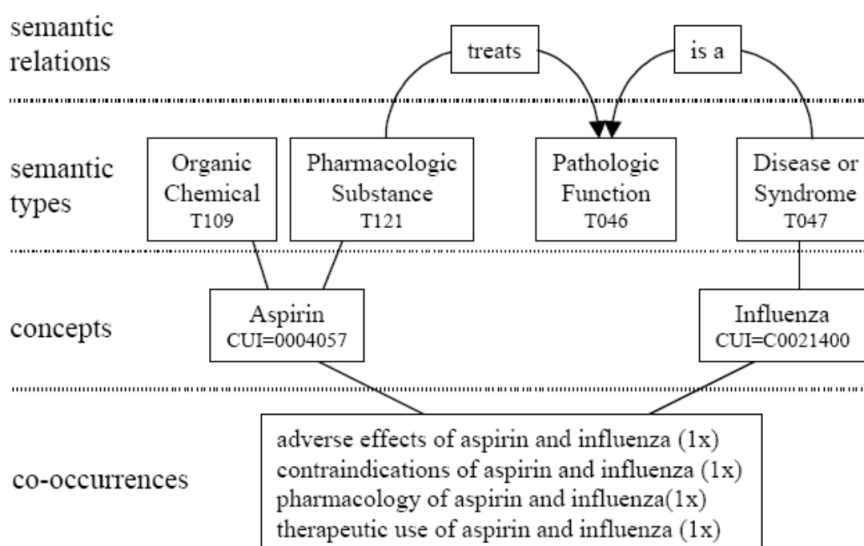 semantic
relations
treats
is a
semantic
types
Organic
Chemical
T109
Pharmacologic
Substance
T121
Pathologic
Function
T046
Disease or
Syndrome
T047
concepts
Aspirin
CUI=0004057
Influenza
CUI=C0021400
co-occurrences
adverse effects of aspirin and influenza (1x)
contraindications of aspirin and influenza (1x)
pharmacology of aspirin and influenza(1x)
therapeutic use of aspirin and influenza (1x)